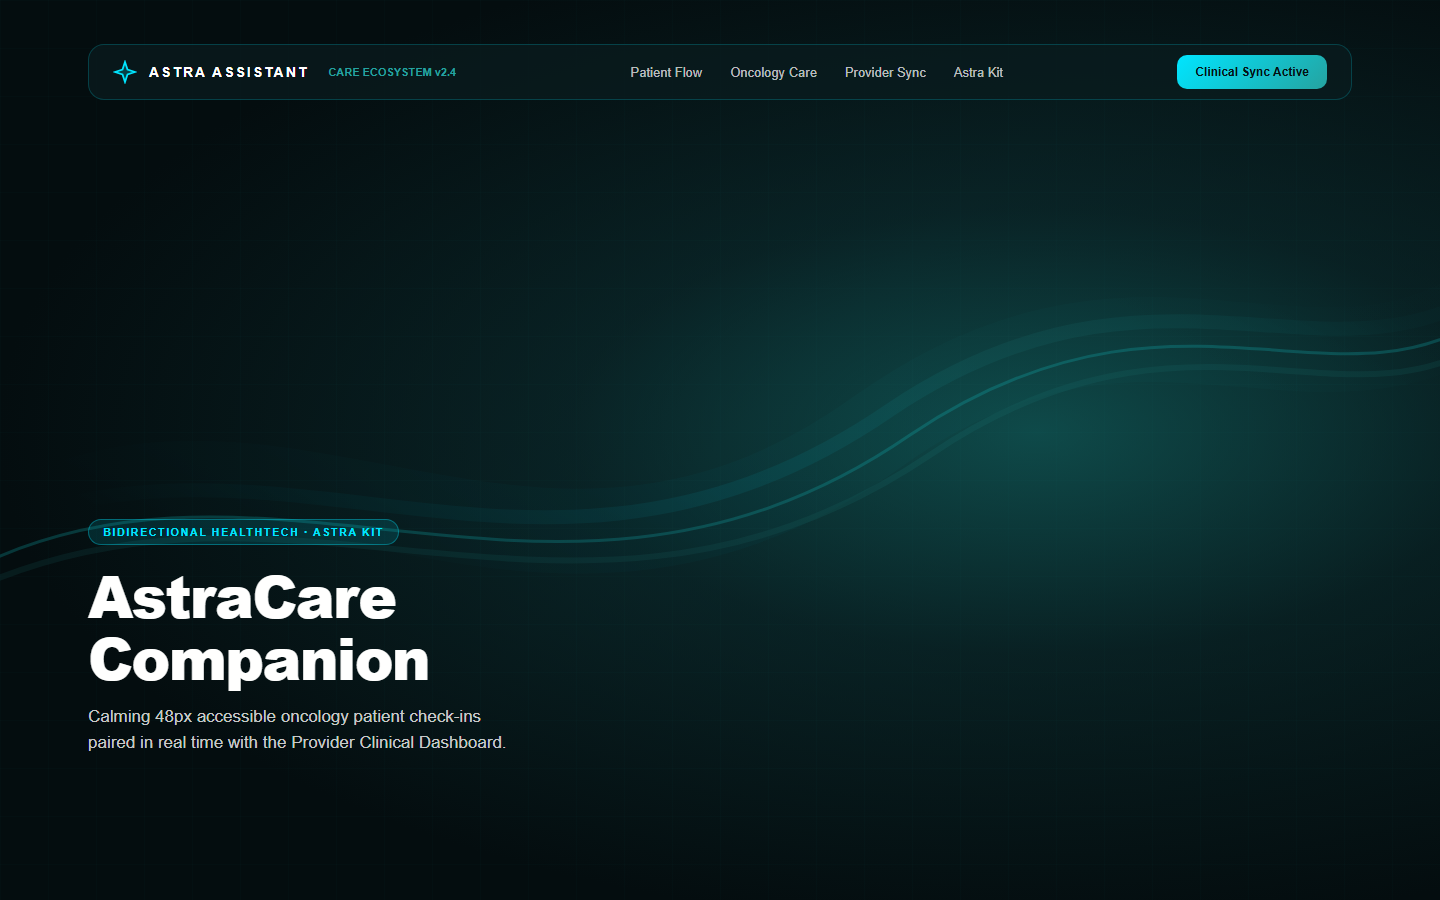 ASTRA ASSISTANT CARE ECOSYSTEM v2.4 Patient Flow Oncology Care Provider Sync Astra Kit Clinical Sync Active
BIDIRECTIONAL HEALTHTECH • ASTRA KIT
AstraCare
Companion
Calming 48px accessible oncology patient check-ins
paired in real time with the Provider Clinical Dashboard.